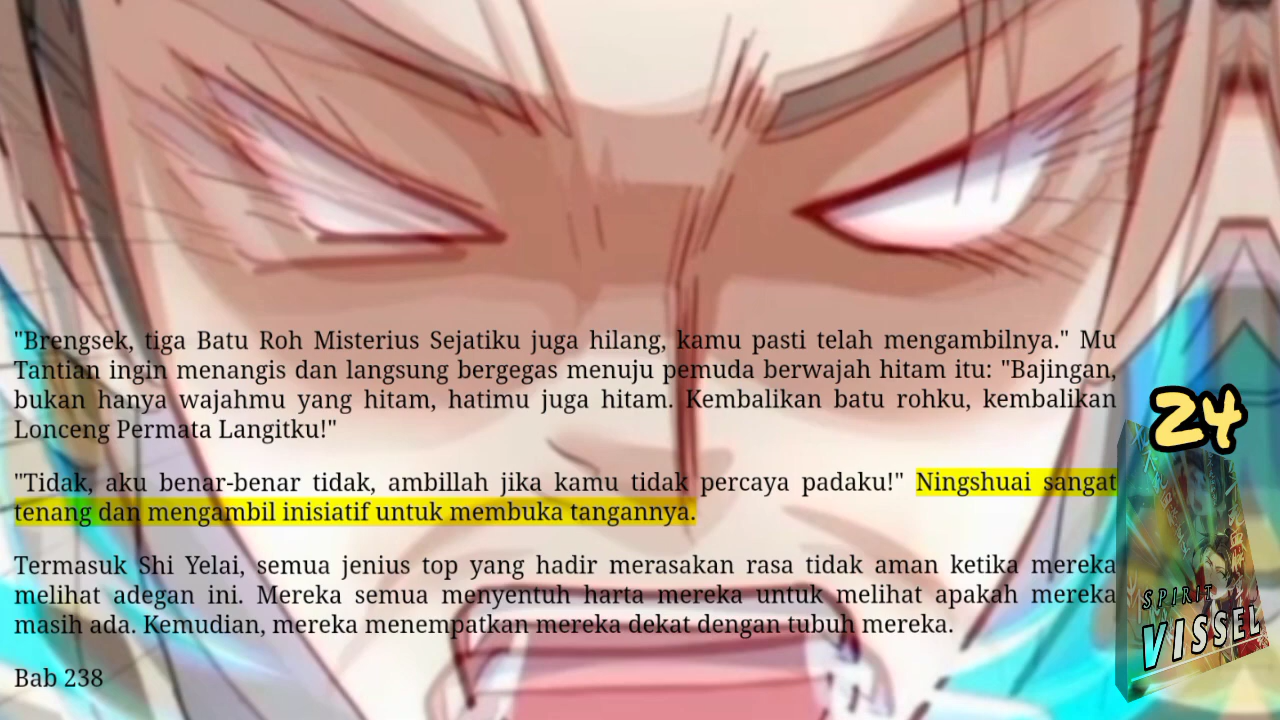 "Brengsek, tiga Batu Roh Misterius Sejatiku juga hilang, kamu pasti telah mengambilnya." Mu
Tantian ingin menangis dan langsung bergegas menuju pemuda berwajah hitam itu: "Bajingan,
bukan hanya wajahmu yang hitam, hatimu juga hitam. Kembalikan batu rohku, kembalikan
Lonceng Permata Langitku!"
"Tidak, aku benar-benar tidak, ambillah jika kamu tidak percaya padaku!" Ningshuai sangat
tenang dan mengambil inisiatif untuk membuka tangannya.
Termasuk Shi Yelai, semua jenius top yang hadir merasakan rasa tidak aman ketika mereka
melihat adegan ini. Mereka semua menyentuh harta mereka untuk melihat apakah mereka
masih ada. Kemudian, mereka menempatkan mereka dekat dengan tubuh mereka.
Bab 238
24
SPIRIT
VISSEL